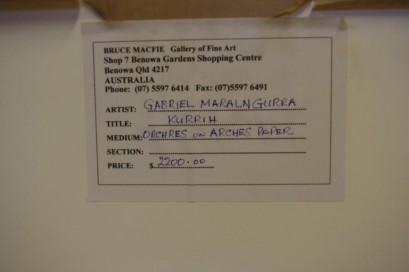 BRUCE MACFIE Gallery of Fine Art
Shop 7 Benowa Gardens Shopping Centre
Benowa Qld 4217
AUSTRALIA
Phone: (07) 5597 6414 Fax: (07)5597 6491
ARTIST: GABRIEL MARALNGURRA
TITLE: KURRIH
MEDIUM: OCHRES ON ARCHES PAPER
SECTION:
PRICE: $ 2200.00